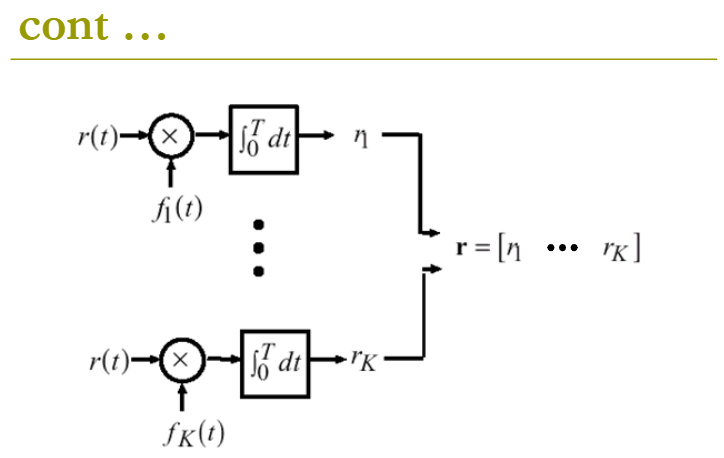 cont …
r(t) × ∫₀ᵀ dt r₁
f₁(t)
r = [r₁ ••• r_K]
r(t) × ∫₀ᵀ dt r_K
f_K(t)